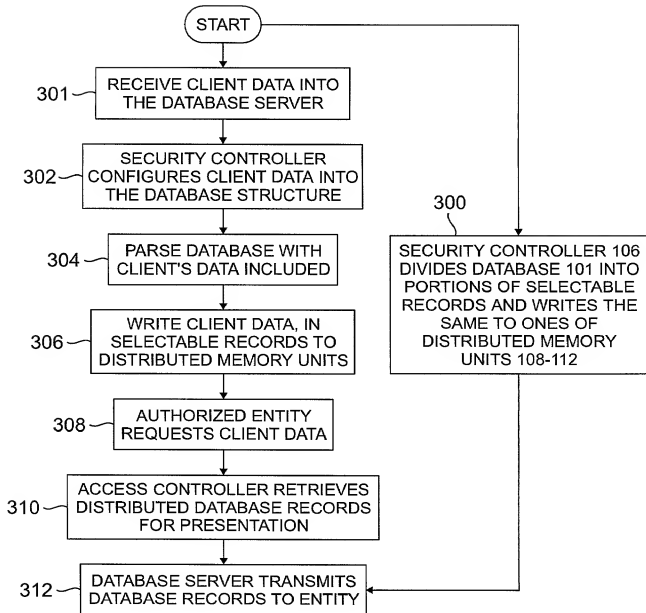 START
301
RECEIVE CLIENT DATA INTO
THE DATABASE SERVER
302
SECURITY CONTROLLER
CONFIGURES CLIENT DATA INTO
THE DATABASE STRUCTURE
304
PARSE DATABASE WITH
CLIENT'S DATA INCLUDED
306
WRITE CLIENT DATA, IN
SELECTABLE RECORDS TO
DISTRIBUTED MEMORY UNITS
308
AUTHORIZED ENTITY
REQUESTS CLIENT DATA
310
ACCESS CONTROLLER RETRIEVES
DISTRIBUTED DATABASE RECORDS
FOR PRESENTATION
312
DATABASE SERVER TRANSMITS
DATABASE RECORDS TO ENTITY
300
SECURITY CONTROLLER 106
DIVIDES DATABASE 101 INTO
PORTIONS OF SELECTABLE
RECORDS AND WRITES THE
SAME TO ONES OF
DISTRIBUTED MEMORY
UNITS 108-112